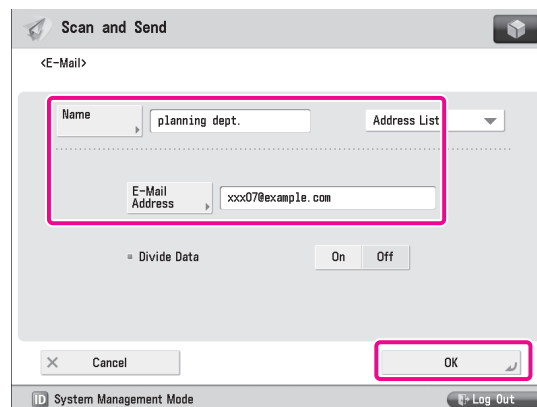 Scan and Send
<E-Mail>
Name
planning dept.
Address List
E-Mail
Address
xxx07@example.com
Divide Data
On
Off
Cancel
OK
ID System Management Mode
Log Out